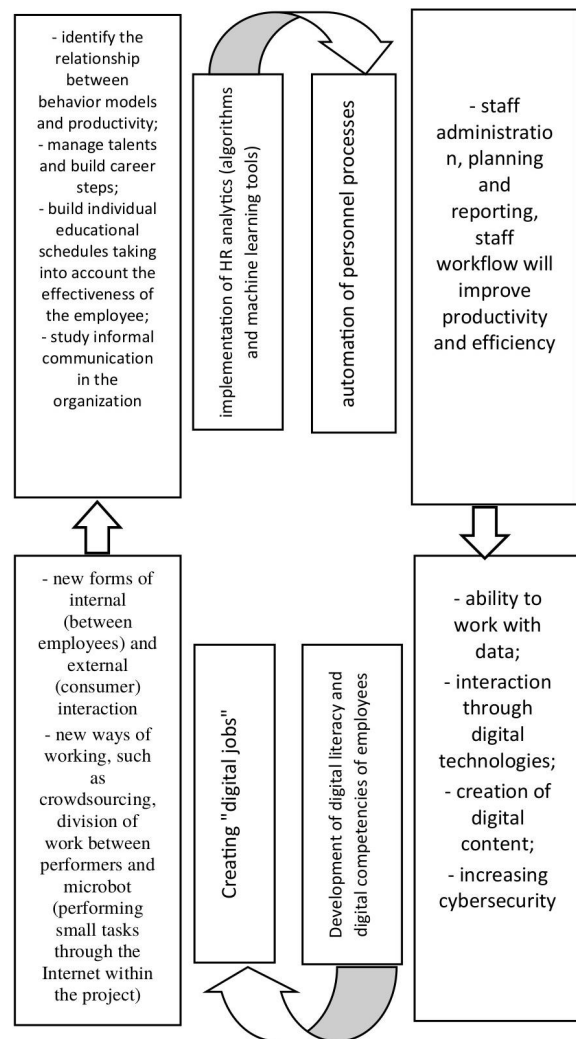 - identify the
relationship
between
behavior models
and productivity;
- manage talents
and build career
steps;
- build individual
educational
schedules taking
into account the
effectiveness of
the employee;
- study informal
communication
in the
organization
implementation of HR analytics (algorithms
and machine learning tools)
automation of personnel processes
- staff
administratio
n, planning
and
reporting,
staff
workflow will
improve
productivity
and efficiency
- new forms of
internal
(between
employees) and
external
(consumer)
interaction
- new ways of
working, such
as
crowdsourcing,
division of
work between
performers and
microbot
(performing
small tasks
through the
Internet within
the project)
Creating "digital jobs"
Development of digital literacy and
digital competencies of employees
- ability to
work with
data;
- interaction
through
digital
technologies;
- creation of
digital
content;
- increasing
cybersecurity